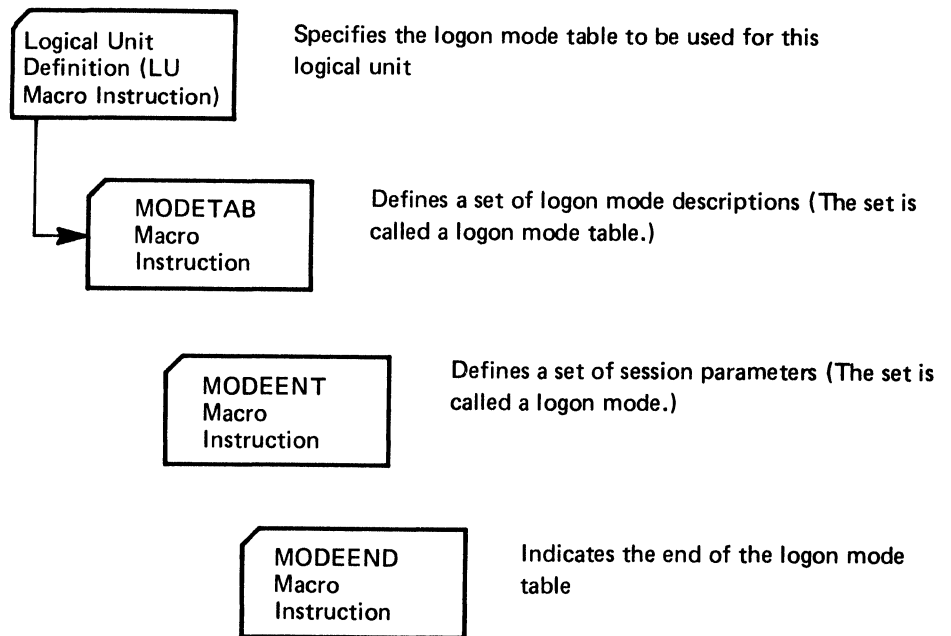 Logical Unit
Definition (LU
Macro Instruction)
Specifies the logon mode table to be used for this
logical unit
MODETAB
Macro
Instruction
Defines a set of logon mode descriptions (The set is
called a logon mode table.)
MODEENT
Macro
Instruction
Defines a set of session parameters (The set is
called a logon mode.)
MODEEND
Macro
Instruction
Indicates the end of the logon mode
table